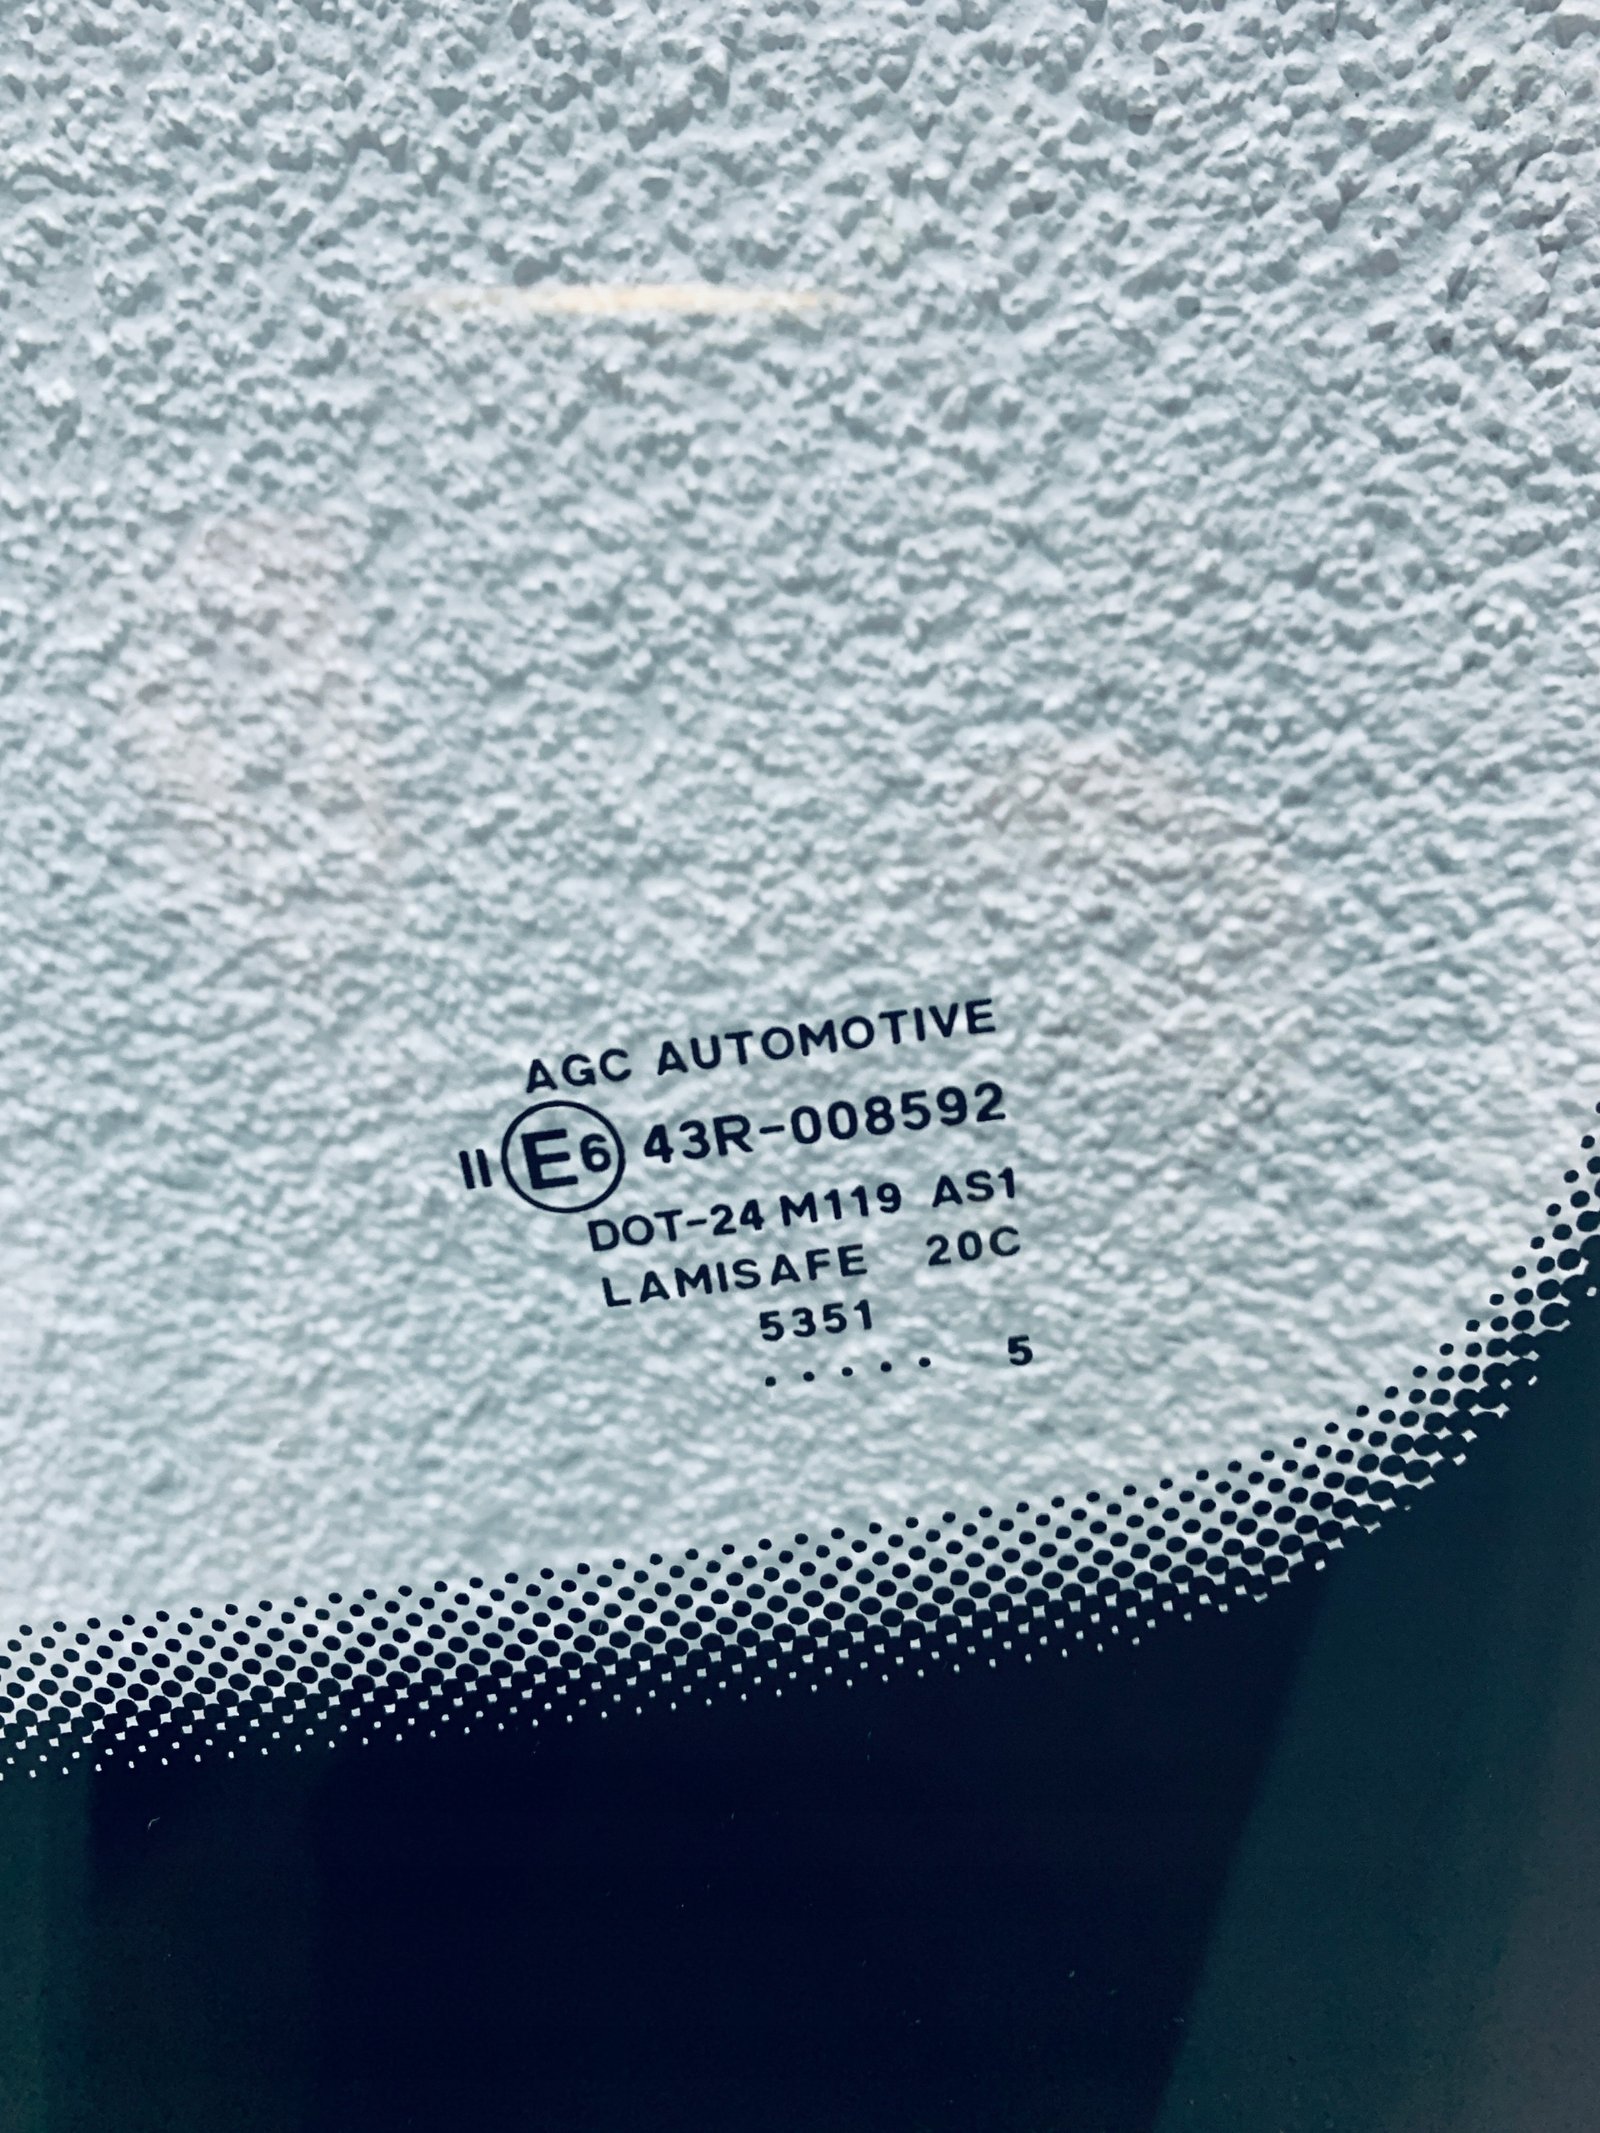 AGC AUTOMOTIVE
II E6 43R-008592
DOT-24 M119 AS1
LAMISAFE 20C
5351
. . . . . 5